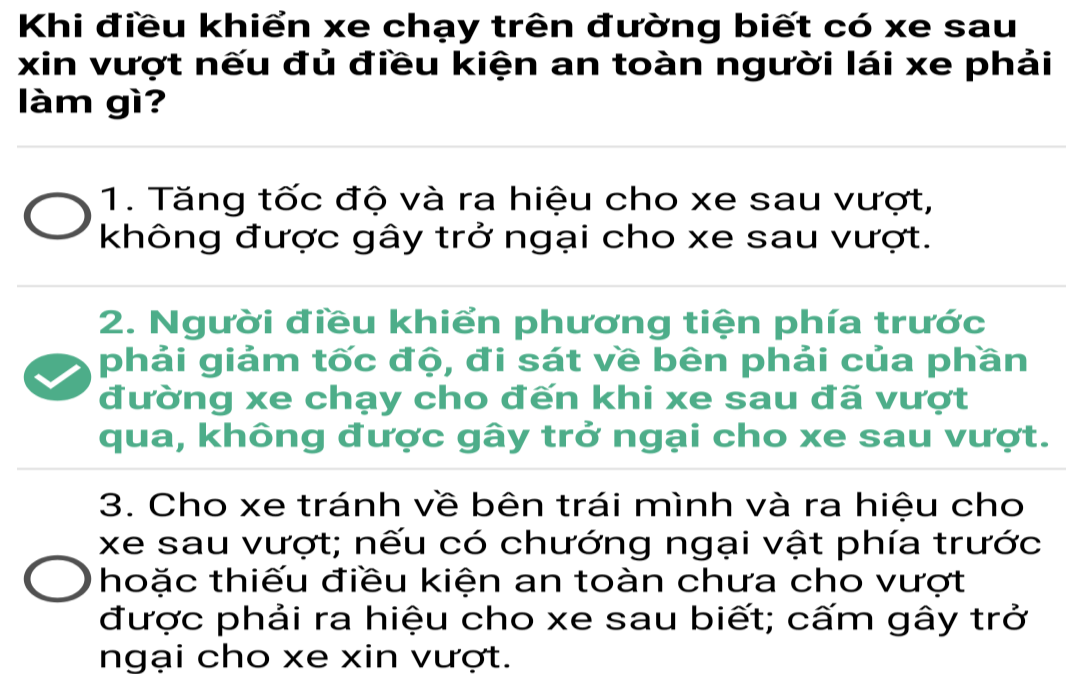 Khi điều khiển xe chạy trên đường biết có xe sau
xin vượt nếu đủ điều kiện an toàn người lái xe phải
làm gì?
1. Tăng tốc độ và ra hiệu cho xe sau vượt,
không được gây trở ngại cho xe sau vượt.
2. Người điều khiển phương tiện phía trước
phải giảm tốc độ, đi sát về bên phải của phần
đường xe chạy cho đến khi xe sau đã vượt
qua, không được gây trở ngại cho xe sau vượt.
3. Cho xe tránh về bên trái mình và ra hiệu cho
xe sau vượt; nếu có chướng ngại vật phía trước
hoặc thiếu điều kiện an toàn chưa cho vượt
được phải ra hiệu cho xe sau biết; cấm gây trở
ngại cho xe xin vượt.